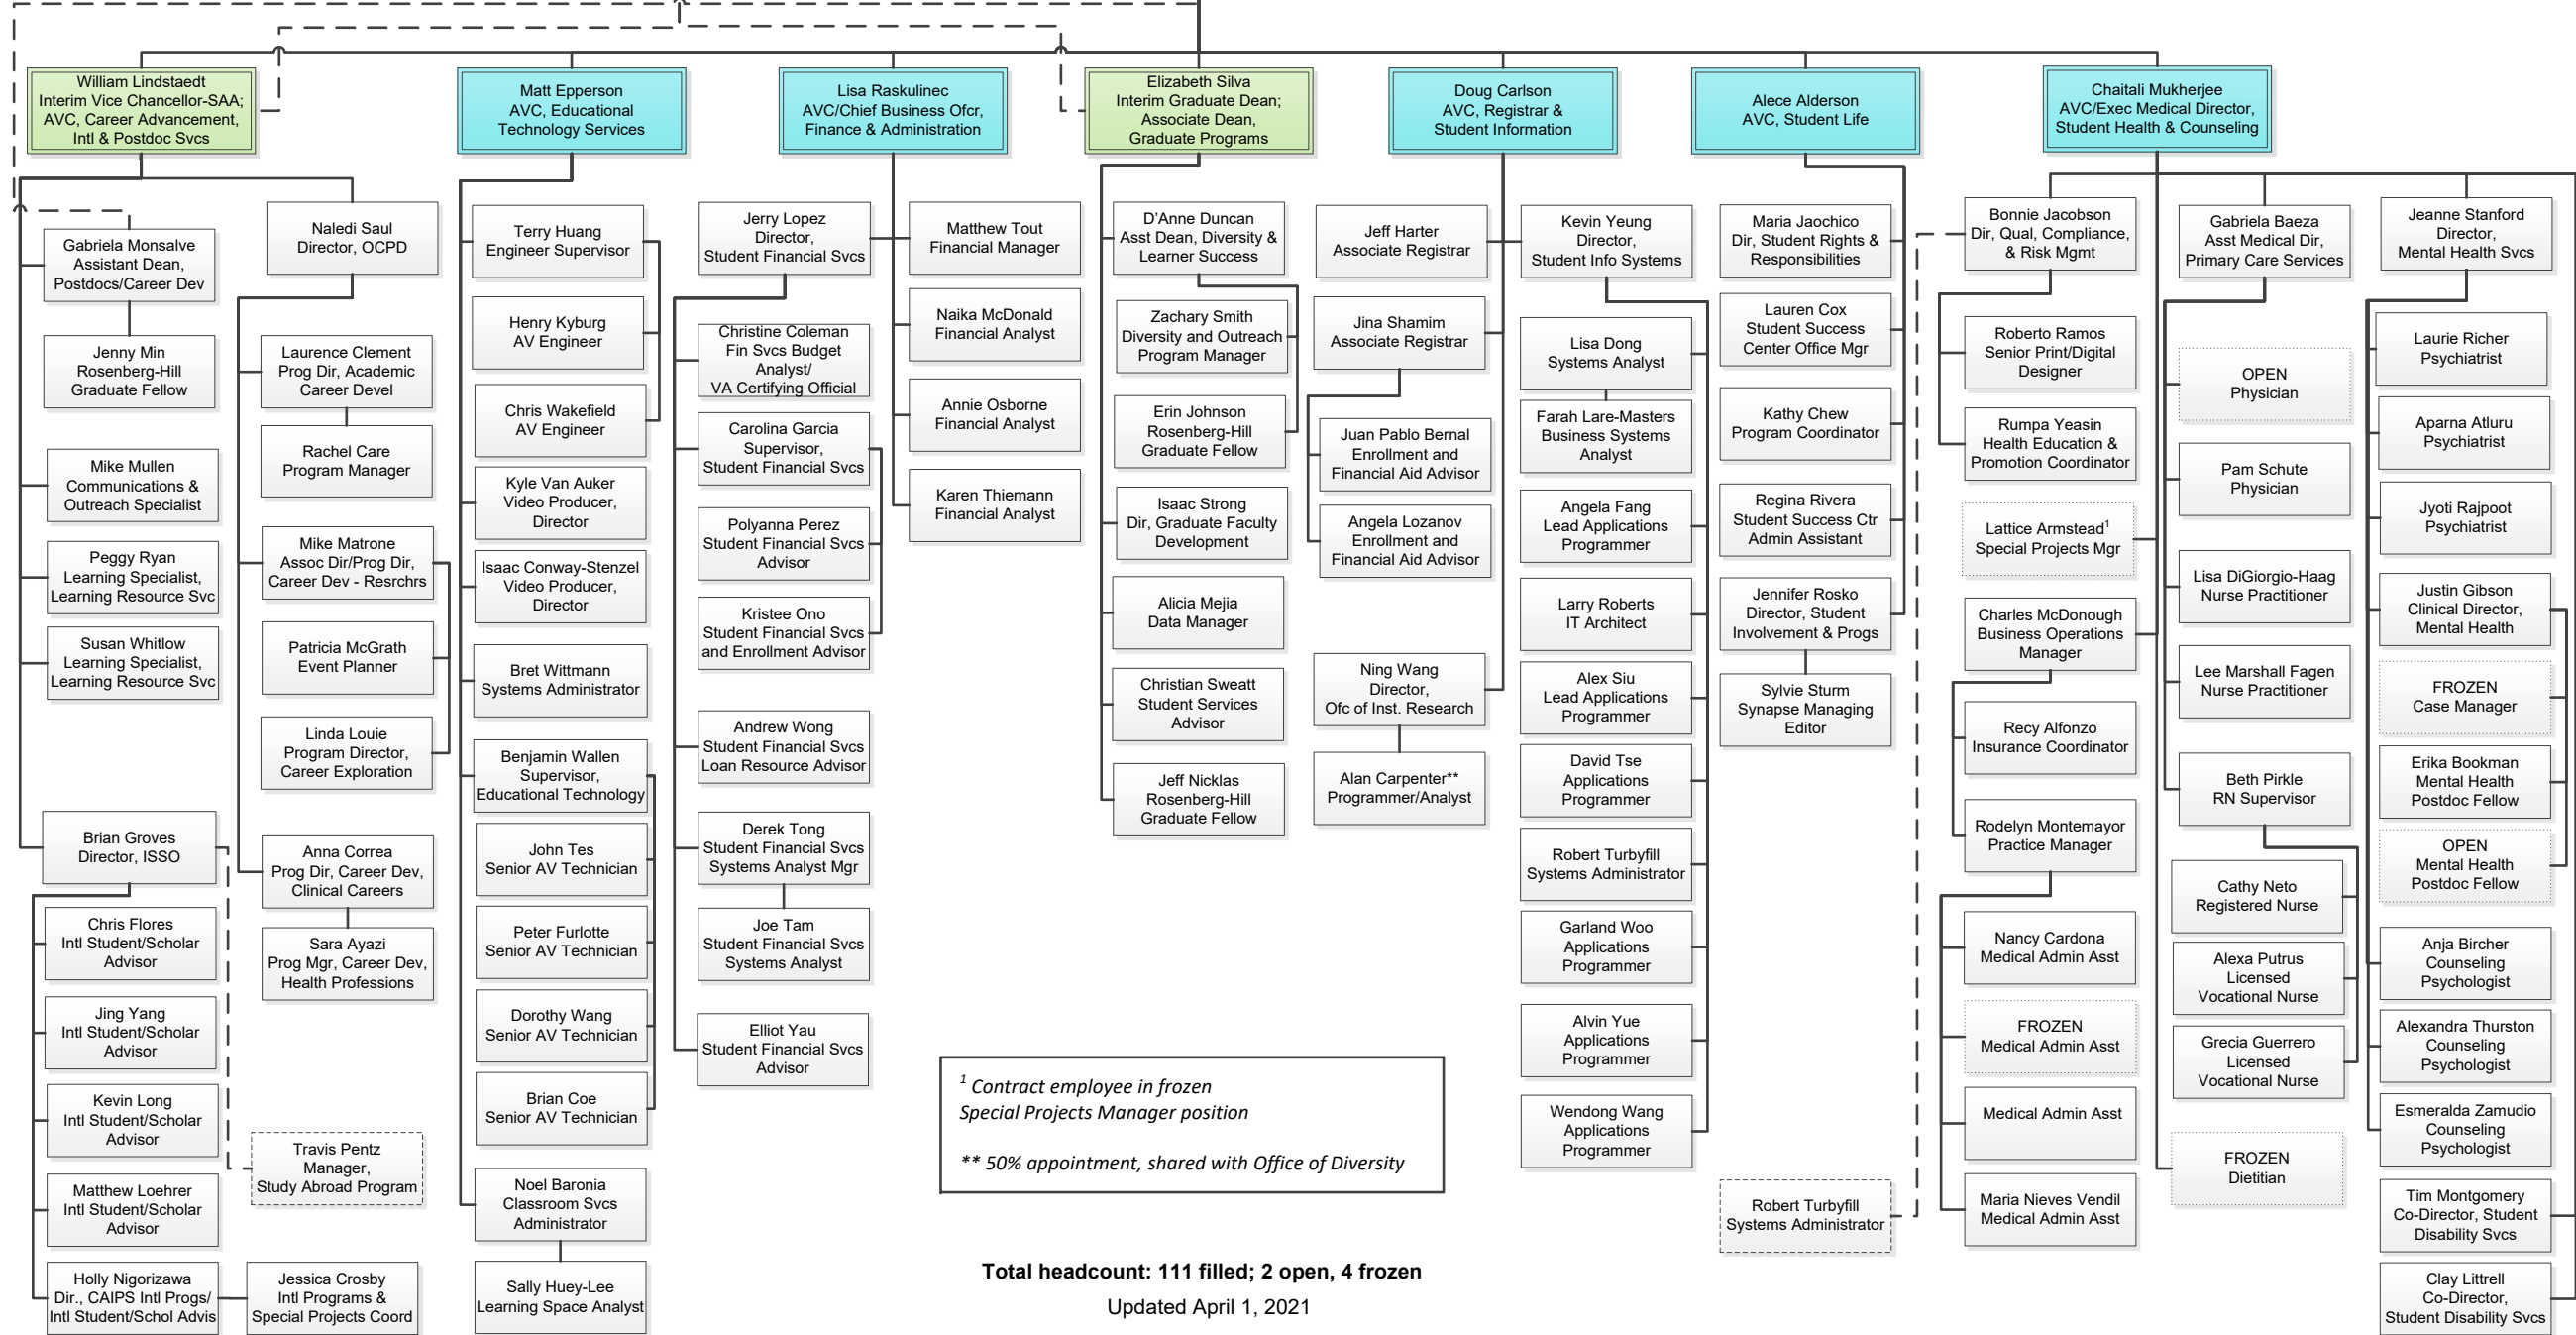 William Lindstaedt
Interim Vice Chancellor-SAA;
AVC, Career Advancement,
Intl & Postdoc Svcs
Matt Epperson
AVC, Educational
Technology Services
Lisa Raskulinec
AVC/Chief Business Ofcr,
Finance & Administration
Elizabeth Silva
Interim Graduate Dean;
Associate Dean,
Graduate Programs
Doug Carlson
AVC, Registrar &
Student Information
Alece Alderson
AVC, Student Life
Chaitali Mukherjee
AVC/Exec Medical Director,
Student Health & Counseling
Gabriela Monsalve
Assistant Dean,
Postdocs/Career Dev
Jenny Min
Rosenberg-Hill
Graduate Fellow
Mike Mullen
Communications &
Outreach Specialist
Peggy Ryan
Learning Specialist,
Learning Resource Svc
Susan Whitlow
Learning Specialist,
Learning Resource Svc
Brian Groves
Director, ISSO
Chris Flores
Intl Student/Scholar
Advisor
Jing Yang
Intl Student/Scholar
Advisor
Kevin Long
Intl Student/Scholar
Advisor
Matthew Loehrer
Intl Student/Scholar
Advisor
Holly Nigorizawa
Dir., CAIPS Intl Progs/
Intl Student/Schol Advis
Naledi Saul
Director, OCPD
Laurence Clement
Prog Dir, Academic
Career Devel
Rachel Care
Program Manager
Mike Matrone
Assoc Dir/Prog Dir,
Career Dev - Resrchrs
Patricia McGrath
Event Planner
Linda Louie
Program Director,
Career Exploration
Anna Correa
Prog Dir, Career Dev,
Clinical Careers
Sara Ayazi
Prog Mgr, Career Dev,
Health Professions
Travis Pentz
Manager,
Study Abroad Program
Jessica Crosby
Intl Programs &
Special Projects Coord
Terry Huang
Engineer Supervisor
Henry Kyburg
AV Engineer
Chris Wakefield
AV Engineer
Kyle Van Auker
Video Producer,
Director
Isaac Conway-Stenzel
Video Producer,
Director
Bret Wittmann
Systems Administrator
Benjamin Wallen
Supervisor,
Educational Technology
John Tes
Senior AV Technician
Peter Furlotte
Senior AV Technician
Dorothy Wang
Senior AV Technician
Brian Coe
Senior AV Technician
Noel Baronia
Classroom Svcs
Administrator
Sally Huey-Lee
Learning Space Analyst
Jerry Lopez
Director,
Student Financial Svcs
Christine Coleman
Fin Svcs Budget
Analyst/
VA Certifying Official
Carolina Garcia
Supervisor,
Student Financial Svcs
Polyanna Perez
Student Financial Svcs
Advisor
Kristee Ono
Student Financial Svcs
and Enrollment Advisor
Andrew Wong
Student Financial Svcs
Loan Resource Advisor
Derek Tong
Student Financial Svcs
Systems Analyst Mgr
Joe Tam
Student Financial Svcs
Systems Analyst
Elliot Yau
Student Financial Svcs
Advisor
Matthew Tout
Financial Manager
Naika McDonald
Financial Analyst
Annie Osborne
Financial Analyst
Karen Thiemann
Financial Analyst
D'Anne Duncan
Asst Dean, Diversity &
Learner Success
Zachary Smith
Diversity and Outreach
Program Manager
Erin Johnson
Rosenberg-Hill
Graduate Fellow
Isaac Strong
Dir, Graduate Faculty
Development
Alicia Mejia
Data Manager
Christian Sweatt
Student Services
Advisor
Jeff Nicklas
Rosenberg-Hill
Graduate Fellow
Jeff Harter
Associate Registrar
Jina Shamim
Associate Registrar
Juan Pablo Bernal
Enrollment and
Financial Aid Advisor
Angela Lozanov
Enrollment and
Financial Aid Advisor
Ning Wang
Director,
Ofc of Inst. Research
Alan Carpenter**
Programmer/Analyst
Kevin Yeung
Director,
Student Info Systems
Lisa Dong
Systems Analyst
Farah Lare-Masters
Business Systems
Analyst
Angela Fang
Lead Applications
Programmer
Larry Roberts
IT Architect
Alex Siu
Lead Applications
Programmer
David Tse
Applications
Programmer
Robert Turbyfill
Systems Administrator
Garland Woo
Applications
Programmer
Alvin Yue
Applications
Programmer
Wendong Wang
Applications
Programmer
Maria Jaochico
Dir, Student Rights &
Responsibilities
Lauren Cox
Student Success
Center Office Mgr
Kathy Chew
Program Coordinator
Regina Rivera
Student Success Ctr
Admin Assistant
Jennifer Rosko
Director, Student
Involvement & Progs
Sylvie Sturm
Synapse Managing
Editor
Robert Turbyfill
Systems Administrator
Bonnie Jacobson
Dir, Qual, Compliance,
& Risk Mgmt
Roberto Ramos
Senior Print/Digital
Designer
Rumpa Yeasin
Health Education &
Promotion Coordinator
Lattice Armstead¹
Special Projects Mgr
Charles McDonough
Business Operations
Manager
Recy Alfonzo
Insurance Coordinator
Rodelyn Montemayor
Practice Manager
Nancy Cardona
Medical Admin Asst
FROZEN
Medical Admin Asst
Medical Admin Asst
Maria Nieves Vendil
Medical Admin Asst
Gabriela Baeza
Asst Medical Dir,
Primary Care Services
OPEN
Physician
Pam Schute
Physician
Lisa DiGiorgio-Haag
Nurse Practitioner
Lee Marshall Fagen
Nurse Practitioner
Beth Pirkle
RN Supervisor
Cathy Neto
Registered Nurse
Alexa Putrus
Licensed
Vocational Nurse
Grecia Guerrero
Licensed
Vocational Nurse
FROZEN
Dietitian
Jeanne Stanford
Director,
Mental Health Svcs
Laurie Richer
Psychiatrist
Aparna Atluru
Psychiatrist
Jyoti Rajpoot
Psychiatrist
Justin Gibson
Clinical Director,
Mental Health
FROZEN
Case Manager
Erika Bookman
Mental Health
Postdoc Fellow
OPEN
Mental Health
Postdoc Fellow
Anja Bircher
Counseling
Psychologist
Alexandra Thurston
Counseling
Psychologist
Esmeralda Zamudio
Counseling
Psychologist
Tim Montgomery
Co-Director, Student
Disability Svcs
Clay Littrell
Co-Director,
Student Disability Svcs
¹ Contract employee in frozen
Special Projects Manager position
** 50% appointment, shared with Office of Diversity
Total headcount: 111 filled; 2 open, 4 frozen
Updated April 1, 2021